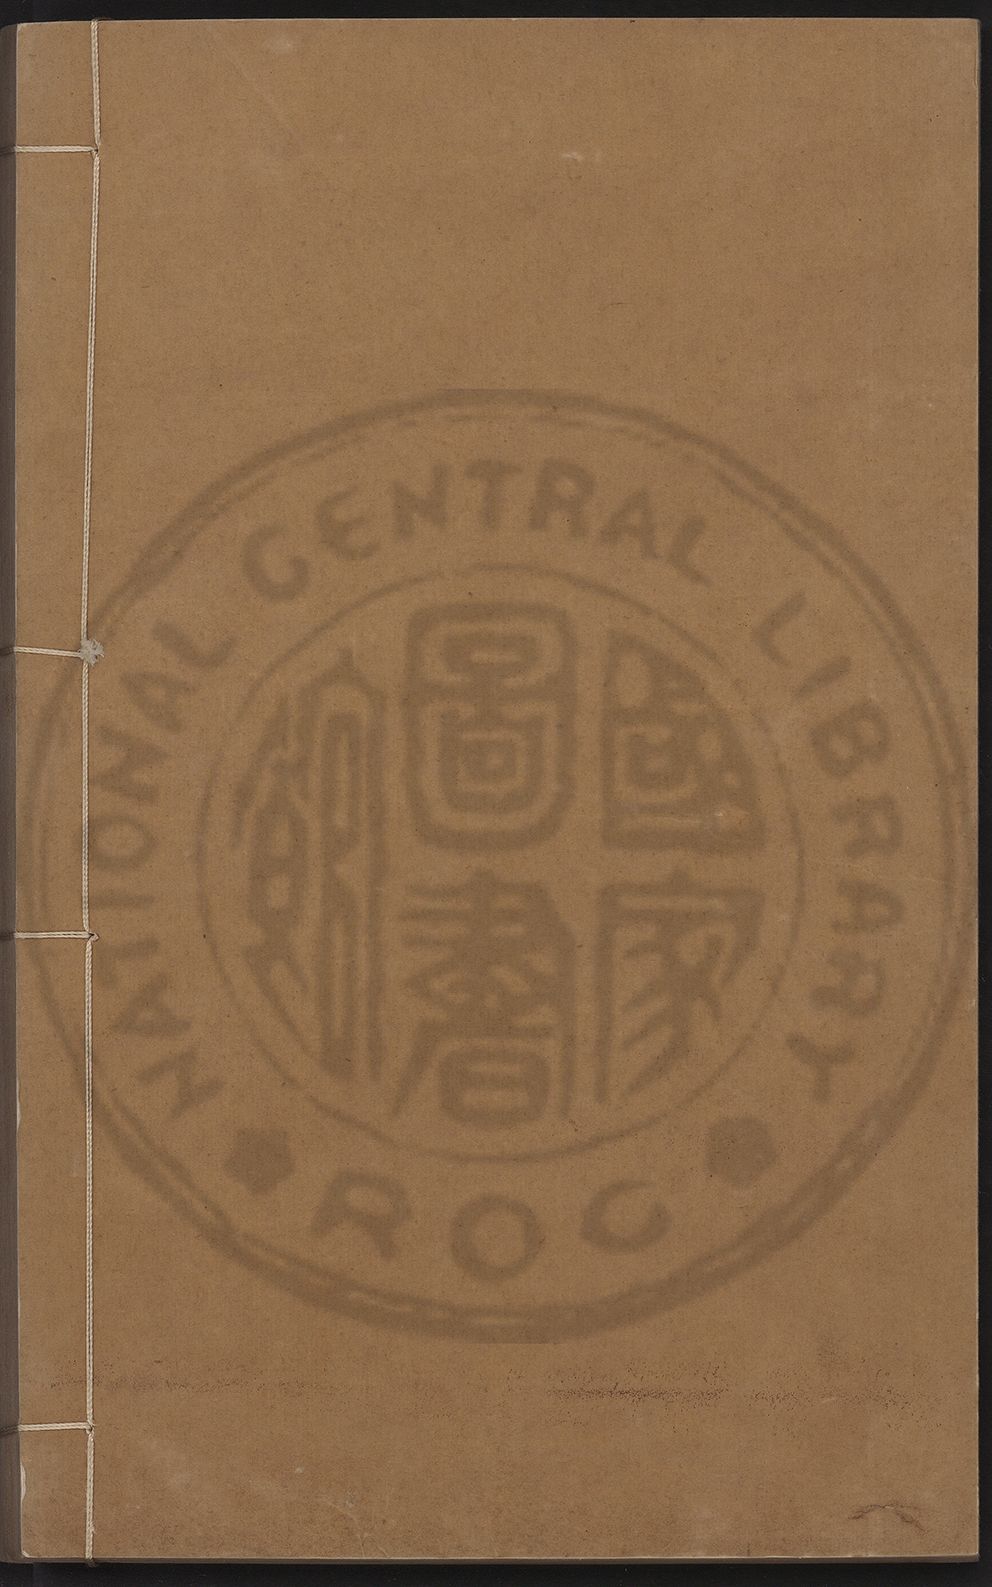 NATIONAL CENTRAL LIBRARY
國家
圖書
館
ROC